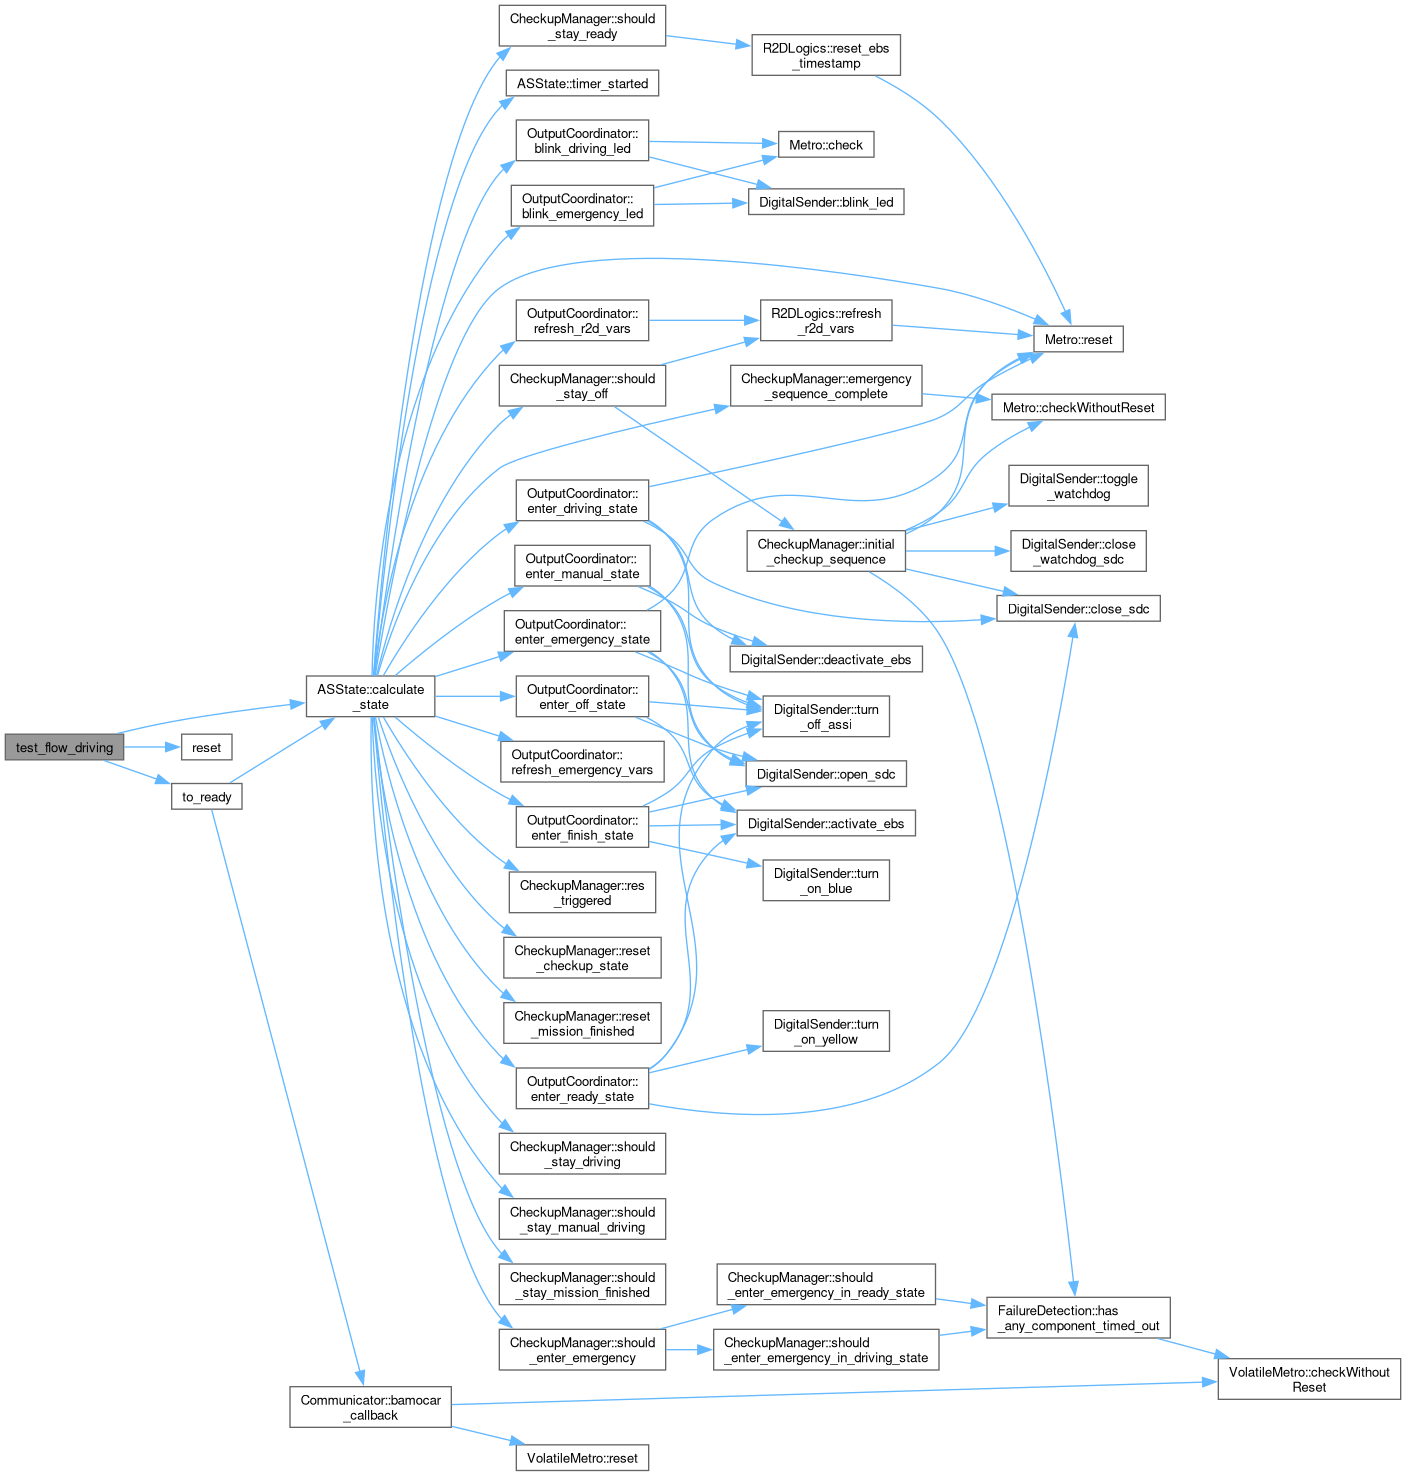 test_flow_driving
ASState::calculate
_state
reset
to_ready
CheckupManager::should
_stay_ready
ASState::timer_started
OutputCoordinator::
blink_driving_led
OutputCoordinator::
blink_emergency_led
OutputCoordinator::
refresh_r2d_vars
CheckupManager::should
_stay_off
OutputCoordinator::
enter_driving_state
OutputCoordinator::
enter_manual_state
OutputCoordinator::
enter_emergency_state
OutputCoordinator::
enter_off_state
OutputCoordinator::
refresh_emergency_vars
OutputCoordinator::
enter_finish_state
CheckupManager::res
_triggered
CheckupManager::reset
_checkup_state
CheckupManager::reset
_mission_finished
OutputCoordinator::
enter_ready_state
CheckupManager::should
_stay_driving
CheckupManager::should
_stay_manual_driving
CheckupManager::should
_stay_mission_finished
CheckupManager::should
_enter_emergency
Communicator::bamocar
_callback
VolatileMetro::reset
R2DLogics::reset_ebs
_timestamp
Metro::check
DigitalSender::blink_led
R2DLogics::refresh
_r2d_vars
CheckupManager::emergency
_sequence_complete
CheckupManager::initial
_checkup_sequence
DigitalSender::deactivate_ebs
DigitalSender::turn
_off_assi
DigitalSender::open_sdc
DigitalSender::activate_ebs
DigitalSender::turn
_on_blue
DigitalSender::turn
_on_yellow
CheckupManager::should
_enter_emergency_in_ready_state
CheckupManager::should
_enter_emergency_in_driving_state
Metro::reset
Metro::checkWithoutReset
DigitalSender::toggle
_watchdog
DigitalSender::close
_watchdog_sdc
DigitalSender::close_sdc
FailureDetection::has
_any_component_timed_out
VolatileMetro::checkWithout
Reset